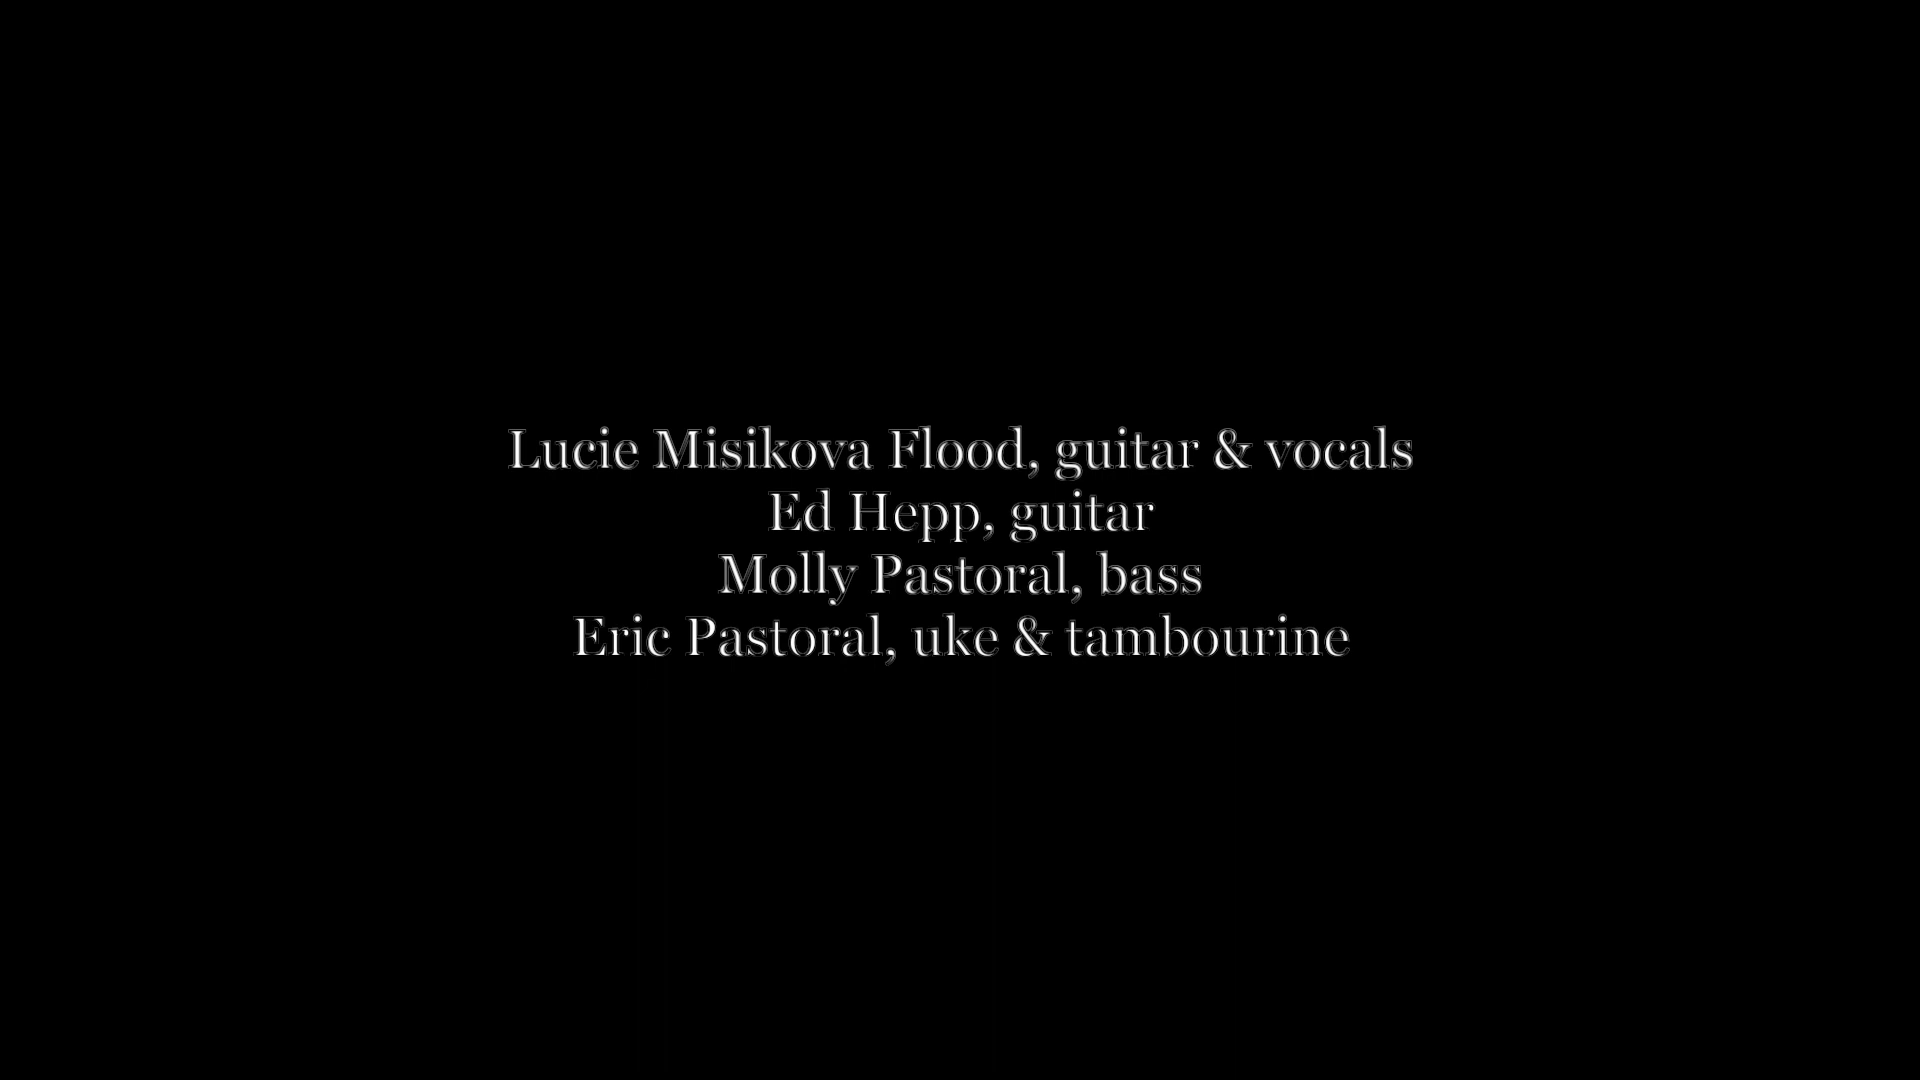 Lucie Misikova Flood, guitar & vocals
Ed Hepp, guitar
Molly Pastoral, bass
Eric Pastoral, uke & tambourine